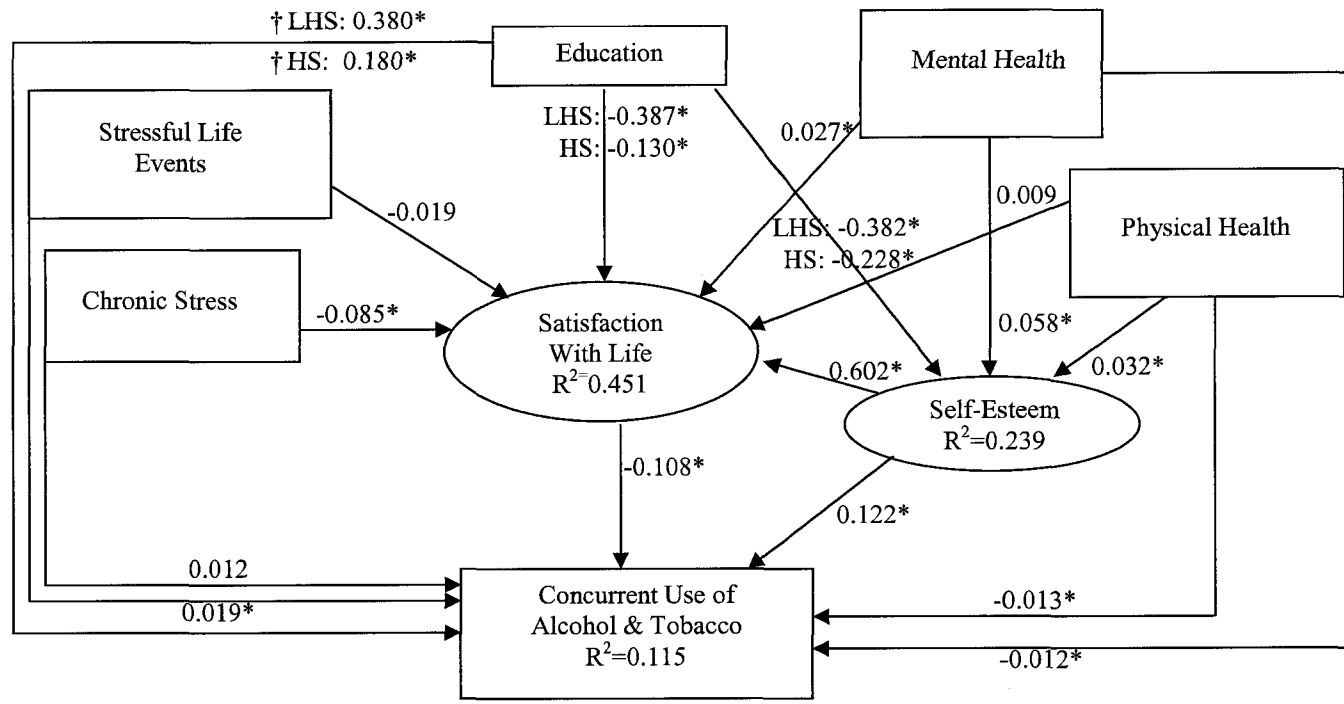 † LHS: 0.380*
† HS: 0.180*
Education
Mental Health
LHS: -0.387*
HS: -0.130*
0.027*
Stressful Life
Events
-0.019
0.009
Physical Health
LHS: -0.382*
HS: -0.228*
Chronic Stress
-0.085*
Satisfaction
With Life
R²⁼0.451
0.058*
0.032*
0.602*
Self-Esteem
R²=0.239
-0.108*
0.122*
0.012
0.019*
Concurrent Use of
Alcohol & Tobacco
R²=0.115
-0.013*
-0.012*